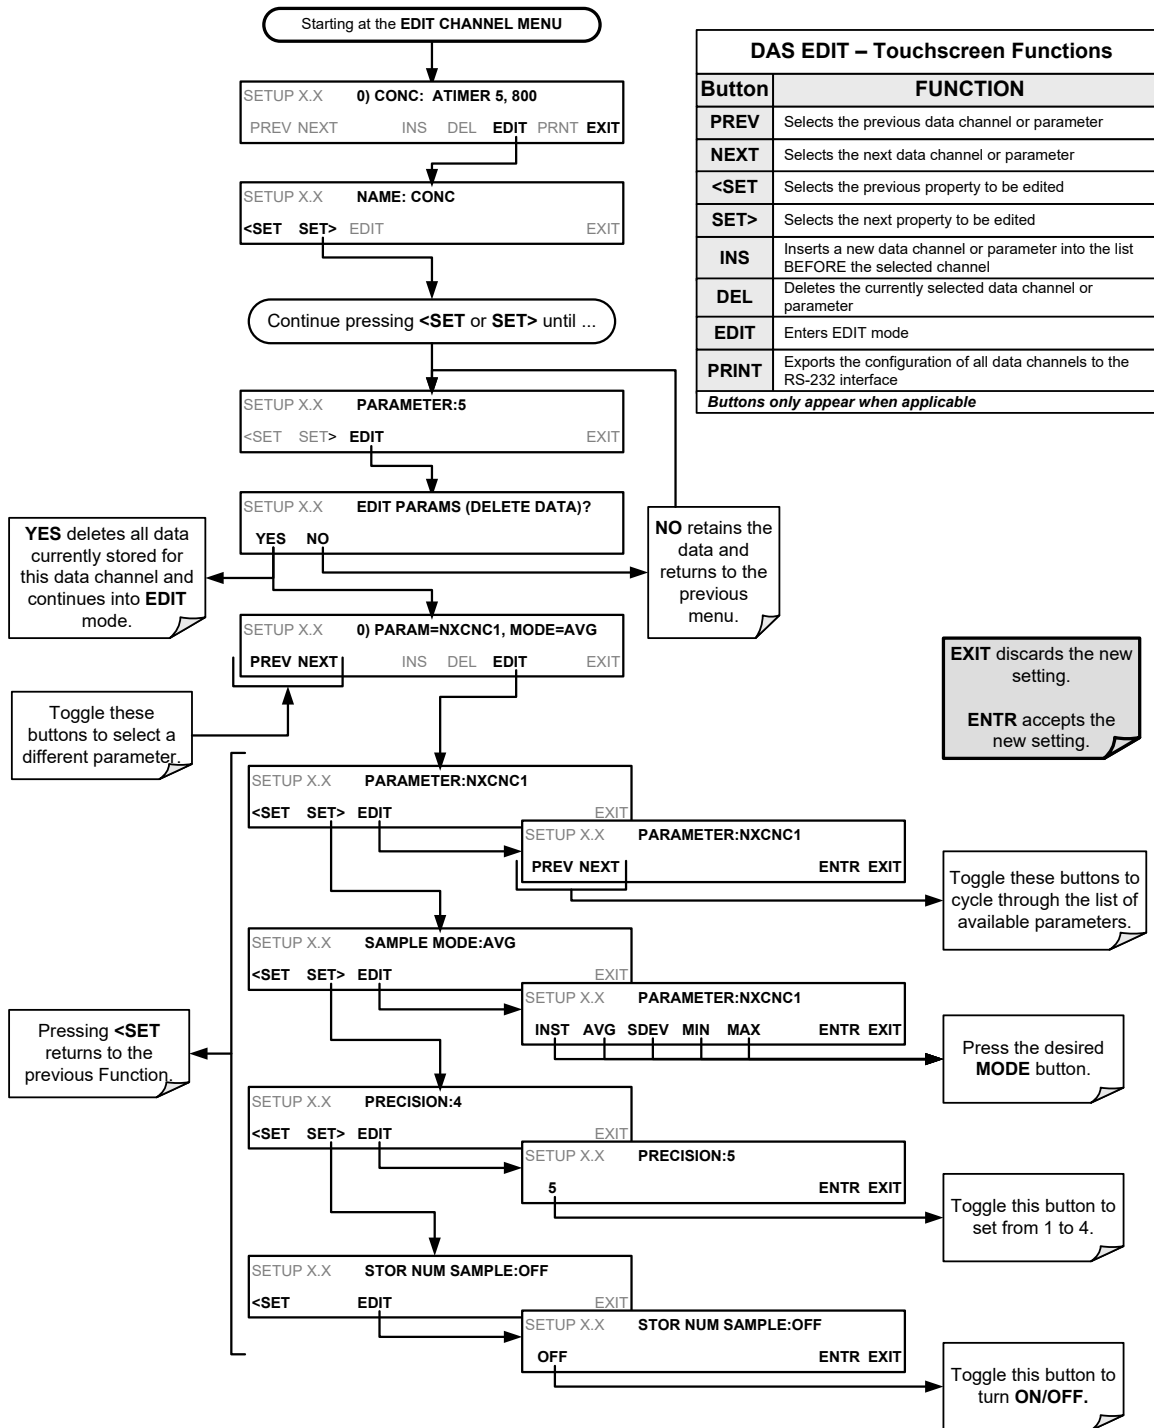 Starting at the EDIT CHANNEL MENU
SETUP X.X 0) CONC: ATIMER 5, 800
PREV NEXT INS DEL EDIT PRNT EXIT
SETUP X.X NAME: CONC
<SET SET> EDIT EXIT
Continue pressing <SET or SET> until ...
SETUP X.X PARAMETER:5
<SET SET> EDIT EXIT
SETUP X.X EDIT PARAMS (DELETE DATA)?
YES NO
YES deletes all data
currently stored for
this data channel and
continues into EDIT
mode.
NO retains the
data and
returns to the
previous
menu.
SETUP X.X 0) PARAM=NXCNC1, MODE=AVG
PREV NEXT INS DEL EDIT EXIT
Toggle these
buttons to select a
different parameter.
DAS EDIT – Touchscreen Functions
Button FUNCTION
PREV Selects the previous data channel or parameter
NEXT Selects the next data channel or parameter
<SET Selects the previous property to be edited
SET> Selects the next property to be edited
INS Inserts a new data channel or parameter into the list
BEFORE the selected channel
DEL Deletes the currently selected data channel or
parameter
EDIT Enters EDIT mode
PRINT Exports the configuration of all data channels to the
RS-232 interface
Buttons only appear when applicable
EXIT discards the new
setting.
ENTR accepts the
new setting.
SETUP X.X PARAMETER:NXCNC1
<SET SET> EDIT EXIT
SETUP X.X PARAMETER:NXCNC1
PREV NEXT ENTR EXIT
Toggle these buttons to
cycle through the list of
available parameters.
SETUP X.X SAMPLE MODE:AVG
<SET SET> EDIT EXIT
SETUP X.X PARAMETER:NXCNC1
INST AVG SDEV MIN MAX ENTR EXIT
Press the desired
MODE button.
Pressing <SET
returns to the
previous Function.
SETUP X.X PRECISION:4
<SET SET> EDIT EXIT
SETUP X.X PRECISION:5
5 ENTR EXIT
Toggle this button to
set from 1 to 4.
SETUP X.X STOR NUM SAMPLE:OFF
<SET EDIT EXIT
SETUP X.X STOR NUM SAMPLE:OFF
OFF ENTR EXIT
Toggle this button to
turn ON/OFF.